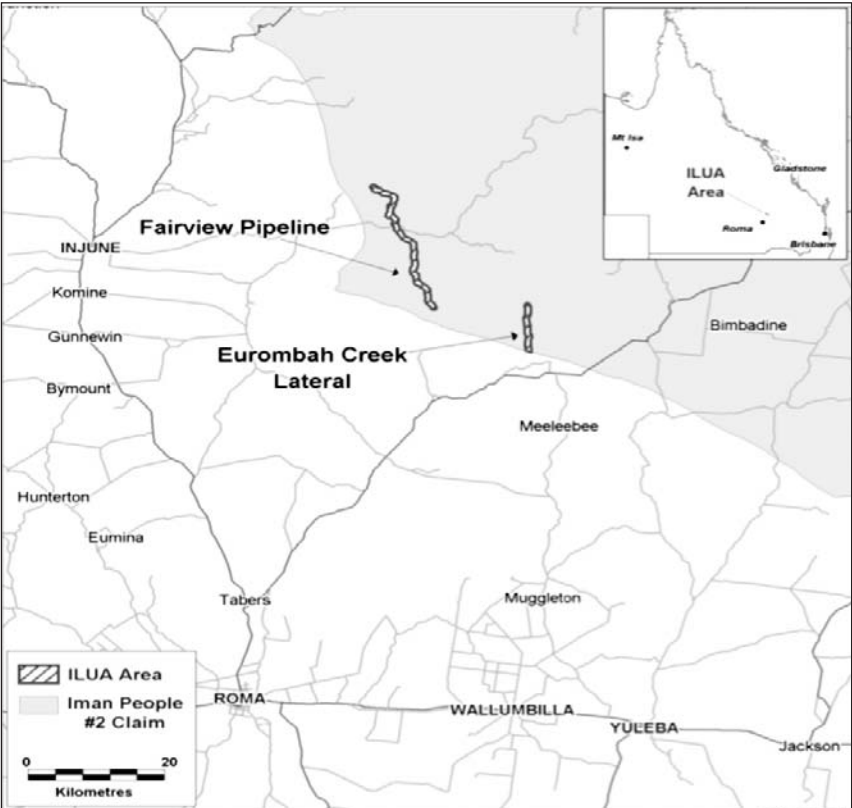 Mt Isa
ILUA
Area
Gladstone
Roma
Brisbane
Fairview Pipeline
INJUNE
Komine
Gunnewin
Bimbadine
Eurombah Creek
Lateral
Bymount
Meeleebee
Hunterton
Eumina
Tabers
Muggleton
ILUA Area
Iman People
#2 Claim
ROMA
WALLUMBILLA
YULEBA
Jackson
0 20
Kilometres